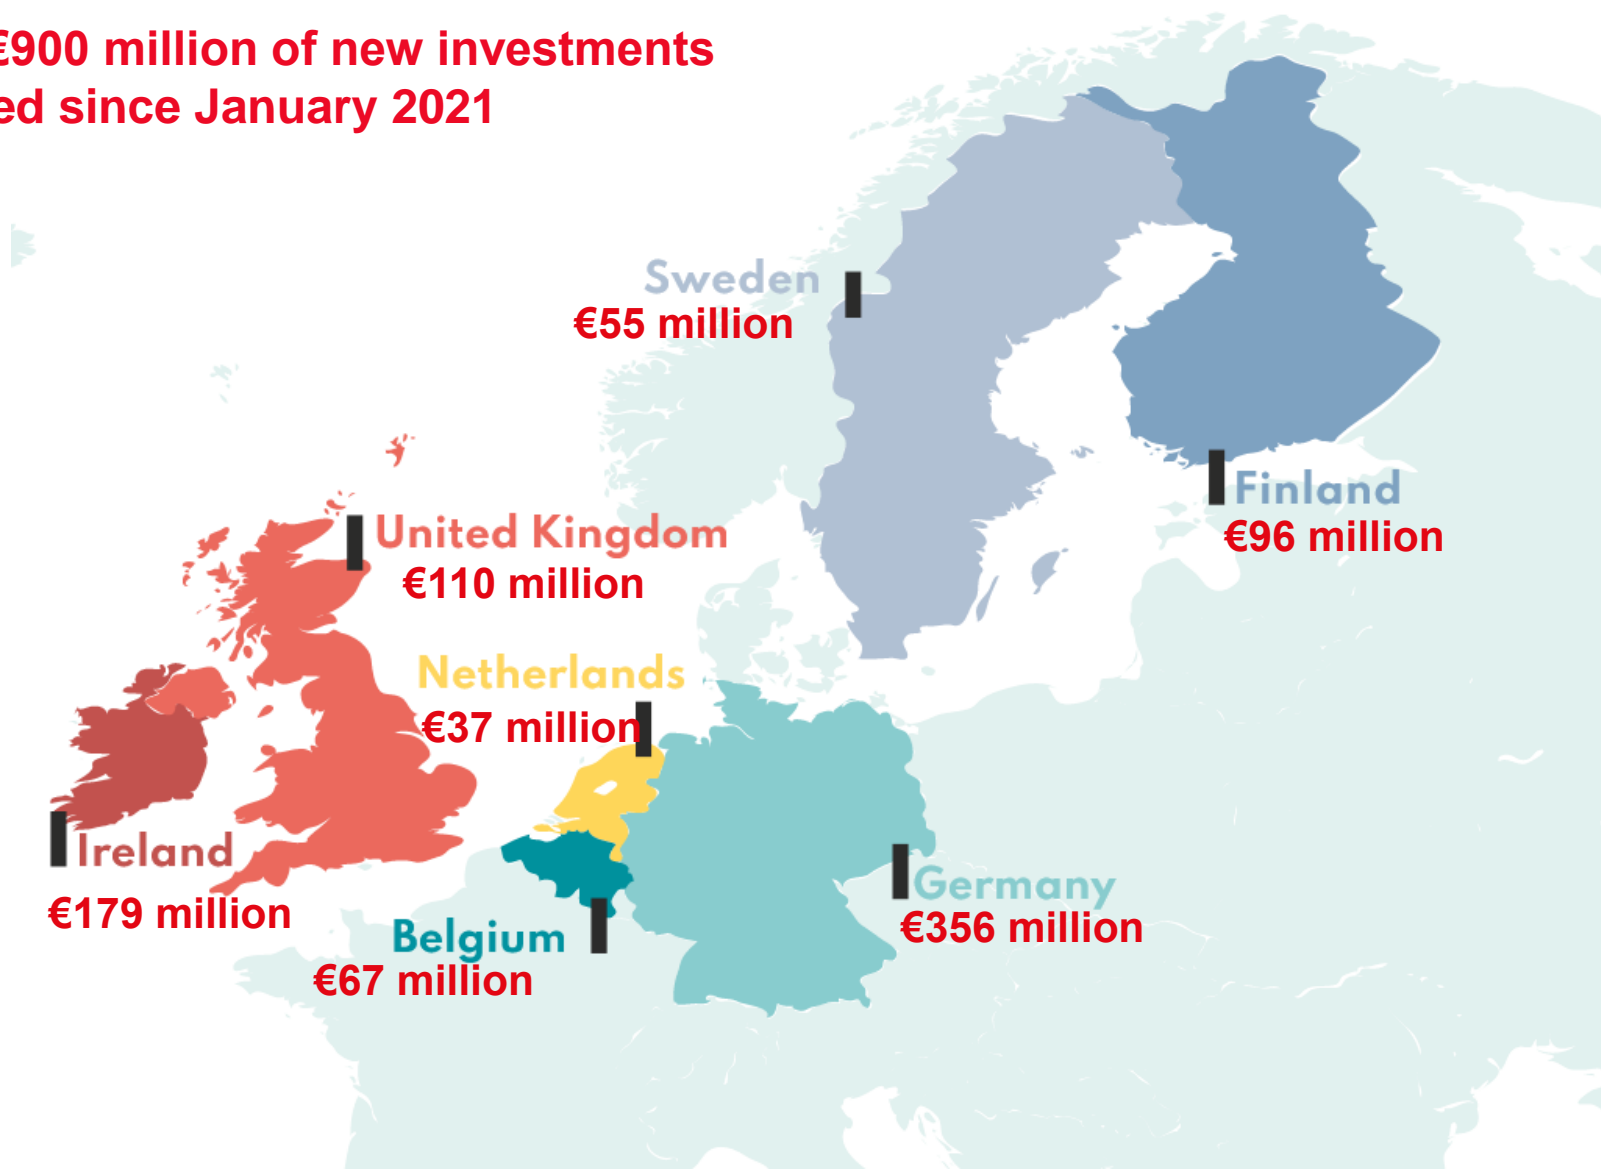 €900 million of new investments
ed since January 2021
Sweden
€55 million
Finland
€96 million
United Kingdom
€110 million
Netherlands
€37 million
Ireland
€179 million
Germany
€356 million
Belgium
€67 million